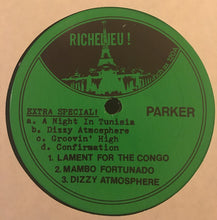 RICHELIEU!
EXTRA SPECIAL!
PARKER
a. A Night In Tunisia
b. Dizzy Atmosphere
c. Groovin' High
d. Confirmation
1. LAMENT FOR THE CONGO
2. MAMBO FORTUNADO
3. DIZZY ATMOSPHERE